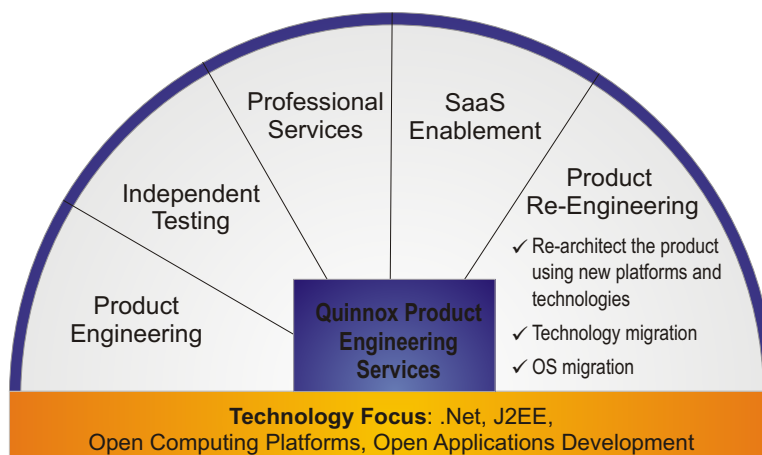 Product
Engineering
Independent
Testing
Professional
Services
SaaS
Enablement
Product
Re-Engineering
✓ Re-architect the product
using new platforms and
technologies
✓ Technology migration
✓ OS migration
Quinnox Product
Engineering
Services
Technology Focus: .Net, J2EE,
Open Computing Platforms, Open Applications Development